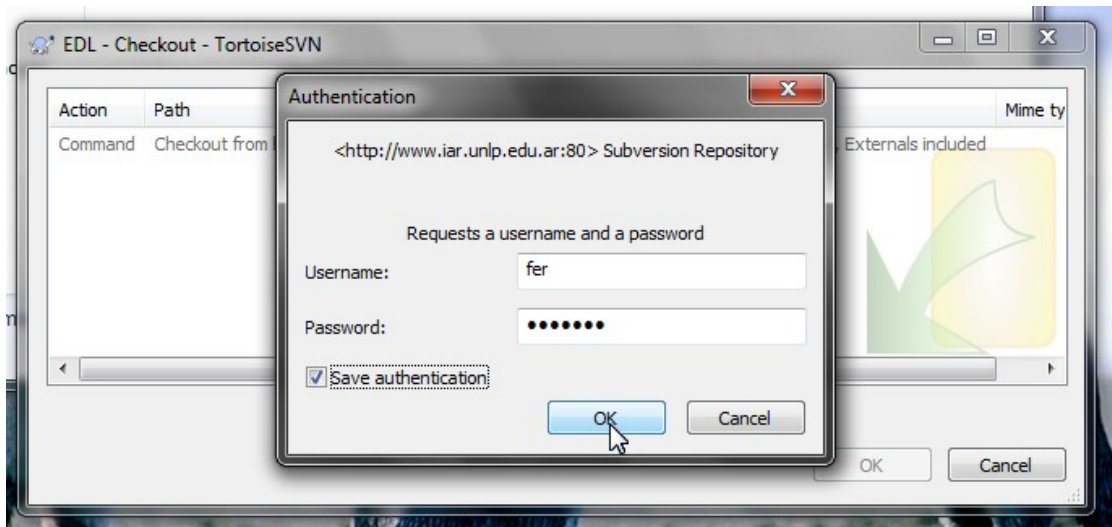 EDL - Checkout - TortoiseSVN
Action Path Mime ty
Command Checkout from Externals included
Authentication
<http://www.iar.unlp.edu.ar:80> Subversion Repository
Requests a username and a password
Username: fer
Password: •••••••
Save authentication
OK Cancel
OK Cancel